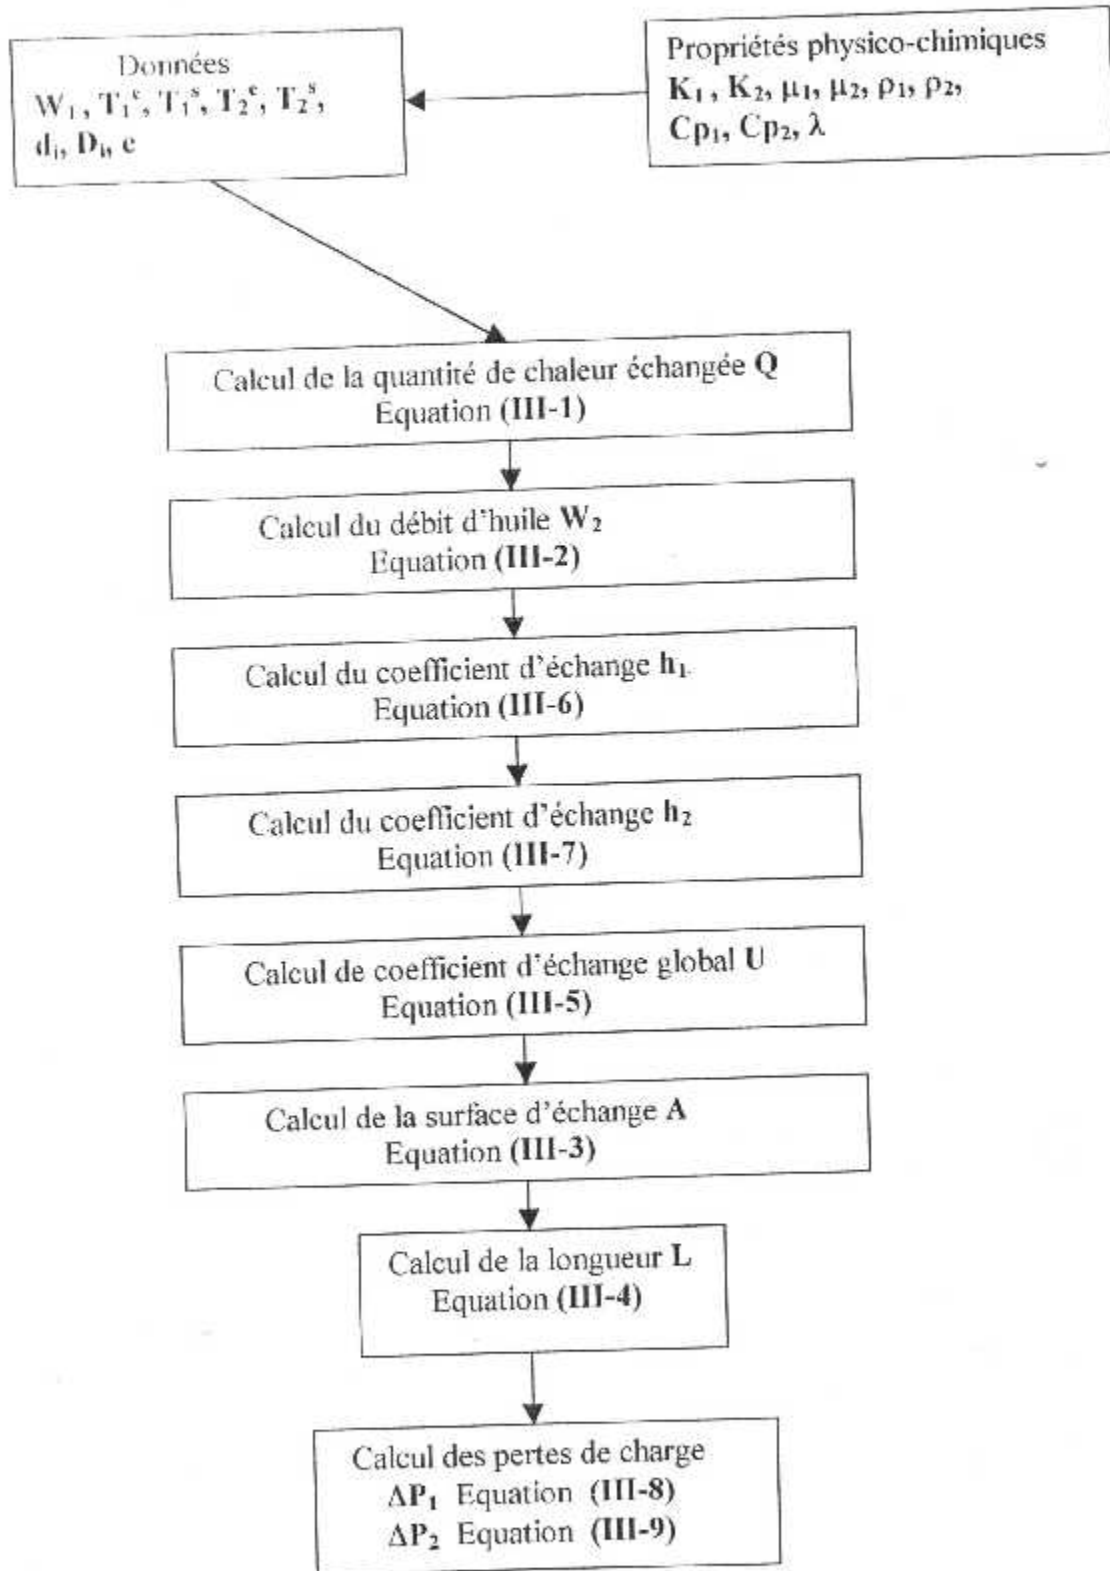 Données
W₁, T₁ᵉ, T₁ˢ, T₂ᵉ, T₂ˢ,
dᵢ, Dᵢ, e
Propriétés physico-chimiques
K₁, K₂, μ₁, μ₂, ρ₁, ρ₂,
Cp₁, Cp₂, λ
Calcul de la quantité de chaleur échangée Q
Equation (III-1)
Calcul du débit d'huile W₂
Equation (III-2)
Calcul du coefficient d'échange h₁.
Equation (III-6)
Calcul du coefficient d'échange h₂
Equation (III-7)
Calcul de coefficient d'échange global U
Equation (III-5)
Calcul de la surface d'échange A
Equation (III-3)
Calcul de la longueur L
Equation (III-4)
Calcul des pertes de charge
ΔP₁ Equation (III-8)
ΔP₂ Equation (III-9)